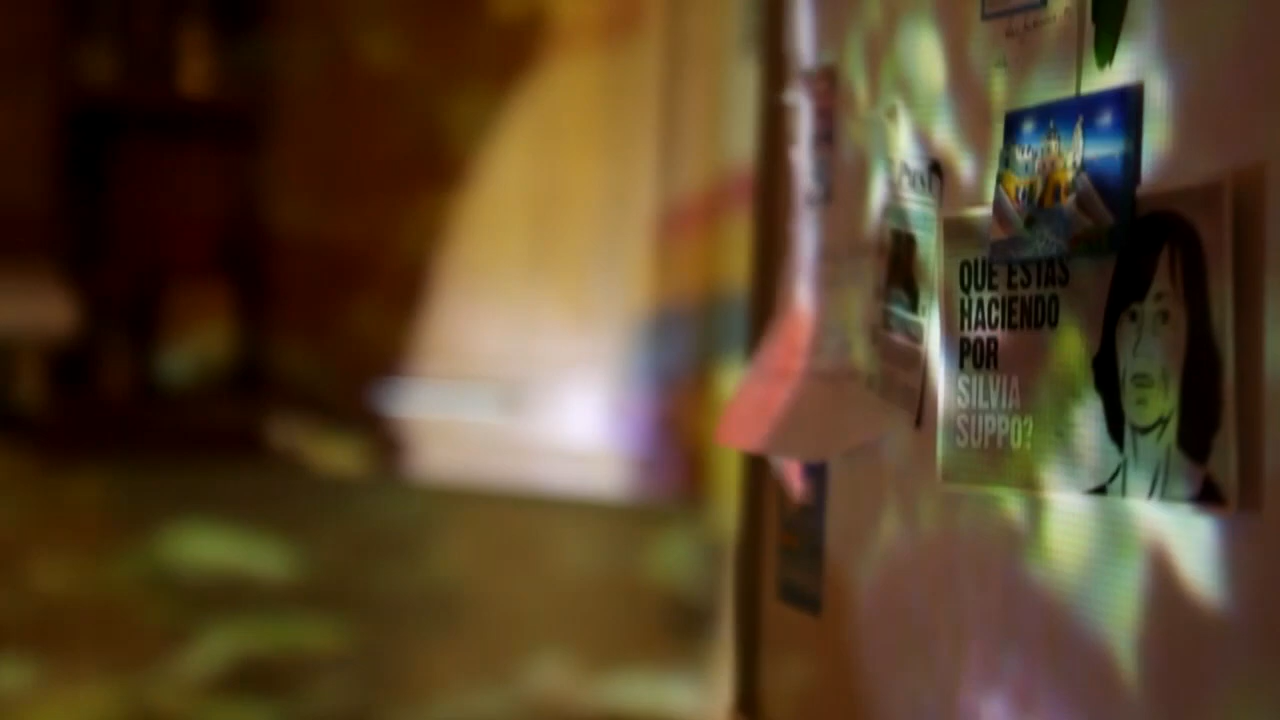 QUE ESTAS
HACIENDO
POR
SILVIA
SUPPO?